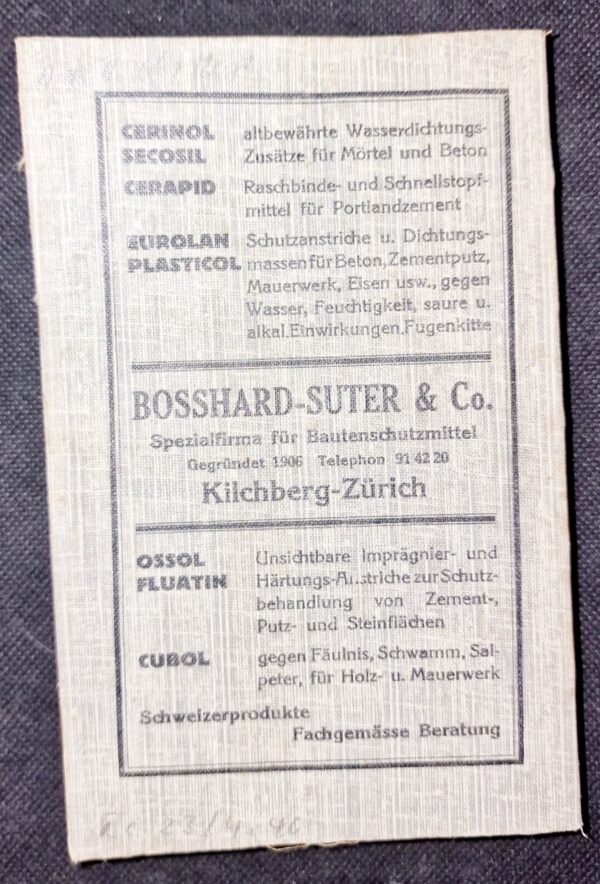 CERINOL altbewährte Wasserdichtungs-
SECOSIL Zusätze für Mörtel und Beton
CERAPID Raschbinde- und Schnellstopf-
mittel für Portlandzement
EUROLAN Schutzanstriche u. Dichtungs-
PLASTICOL massen für Beton, Zementputz,
Mauerwerk, Eisen usw., gegen
Wasser, Feuchtigkeit, saure u.
alkal. Einwirkungen. Fugenkitte
BOSSHARD-SUTER & Co.
Spezialfirma für Bautenschutzmittel
Gegründet 1906 Telephon 91 42 20
Kilchberg-Zürich
OSSOL Unsichtbare Imprägnier- und
FLUATIN Härtungs-Anstriche zur Schutz-
behandlung von Zement-,
Putz- und Steinflächen
CUBOL gegen Fäulnis, Schwamm, Sal-
peter, für Holz- u. Mauerwerk
Schweizerprodukte
Fachgemässe Beratung
23/4.46